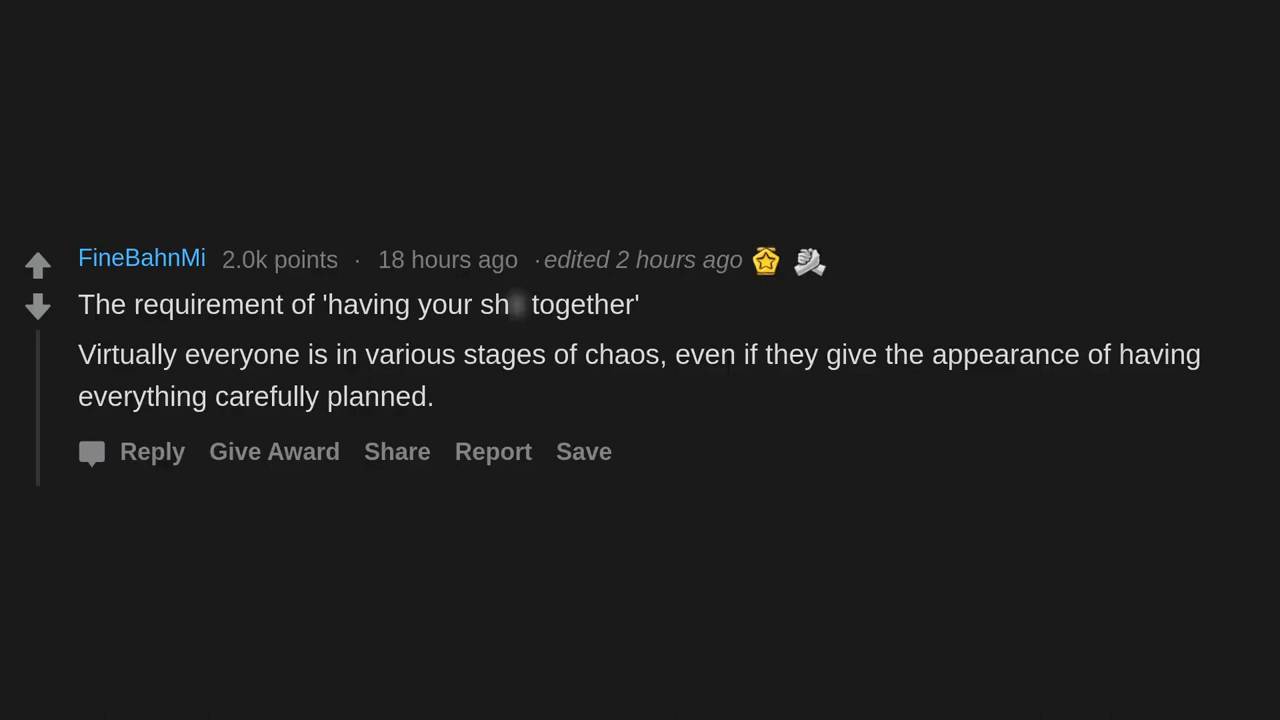 FineBahnMi 2.0k points · 18 hours ago · edited 2 hours ago
The requirement of 'having your sh together'
Virtually everyone is in various stages of chaos, even if they give the appearance of having
everything carefully planned.
Reply Give Award Share Report Save